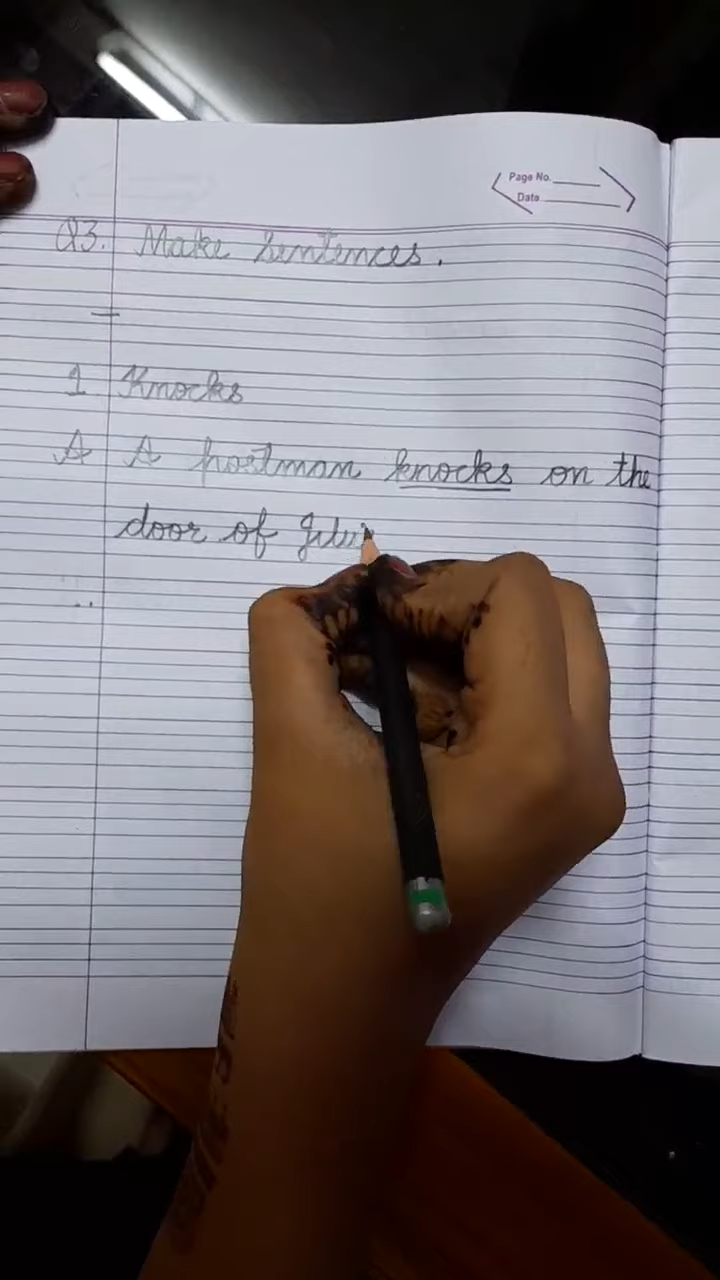 Page No.
Date
Q3. Make sentences.
1 Knocks
A A postman knocks on the
door of